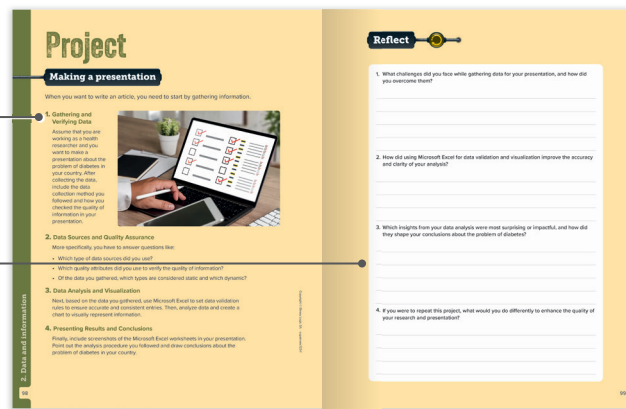 Project
Making a presentation
When you want to write an article, you need to start by gathering information.
1. Gathering and
Verifying Data
Assume that you are
working as a health
researcher and you
want to make a
presentation about the
problem of diabetes in
your country. After
collecting the data,
include the data
collection method you
followed and how you
checked the quality of
information in your
presentation.
2. Data Sources and Quality Assurance
More specifically, you have to answer questions like:
• Which type of data sources did you use?
• Which quality attributes did you use to verify the quality of information?
• Of the data you gathered, which types are considered static and which dynamic?
3. Data Analysis and Visualization
Next, based on the data you gathered, use Microsoft Excel to set data validation
rules to ensure accurate and consistent entries. Then, analyze data and create a
chart to visually represent information.
4. Presenting Results and Conclusions
Finally, include screenshots of the Microsoft Excel worksheets in your presentation.
Point out the analysis procedure you followed and draw conclusions about the
problem of diabetes in your country.
2. Data and information
98
Reflect
1. What challenges did you face while gathering data for your presentation, and how did
you overcome them?
2. How did using Microsoft Excel for data validation and visualization improve the accuracy
and clarity of your analysis?
3. Which insights from your data analysis were most surprising or impactful, and how did
they shape your conclusions about the problem of diabetes?
4. If you were to repeat this project, what would you do differently to enhance the quality of
your research and presentation?
99